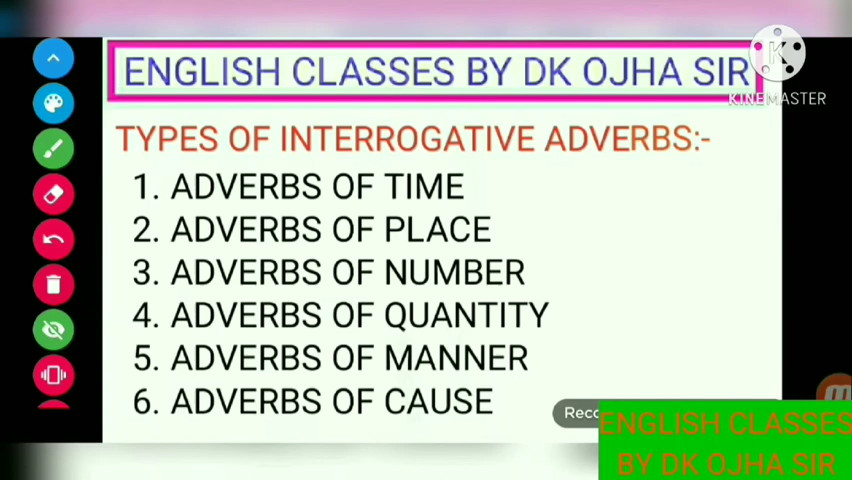 ENGLISH CLASSES BY DK OJHA SIR
KINEMASTER
TYPES OF INTERROGATIVE ADVERBS:-
1. ADVERBS OF TIME
2. ADVERBS OF PLACE
3. ADVERBS OF NUMBER
4. ADVERBS OF QUANTITY
5. ADVERBS OF MANNER
6. ADVERBS OF CAUSE
ENGLISH CLASSES
BY DK OJHA SIR